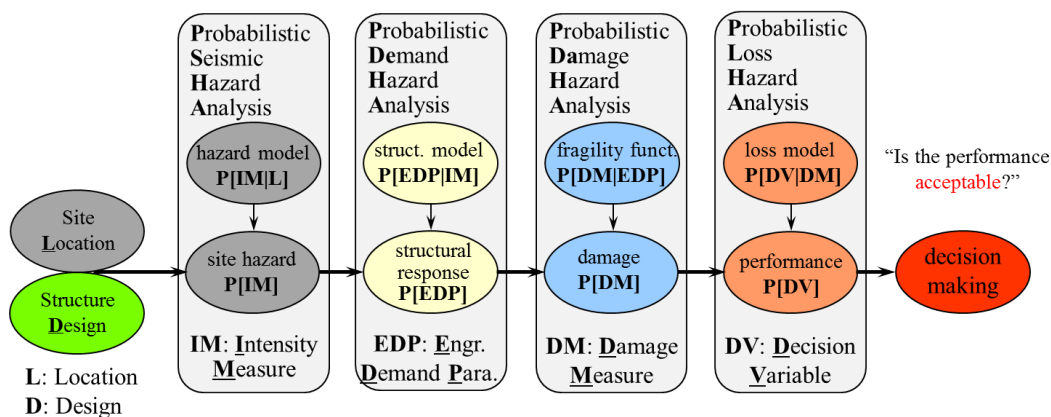 Probabilistic
Seismic
Hazard
Analysis
hazard model
P[IM|L]
site hazard
P[IM]
IM: Intensity
Measure
Probabilistic
Demand
Hazard
Analysis
struct. model
P[EDP|IM]
structural
response
P[EDP]
EDP: Engr.
Demand Para.
Probabilistic
Damage
Hazard
Analysis
fragility funct.
P[DM|EDP]
damage
P[DM]
DM: Damage
Measure
Probabilistic
Loss
Hazard
Analysis
loss model
P[DV|DM]
performance
P[DV]
DV: Decision
Variable
Site
Location
Structure
Design
L: Location
D: Design
“Is the performance
acceptable?”
decision
making